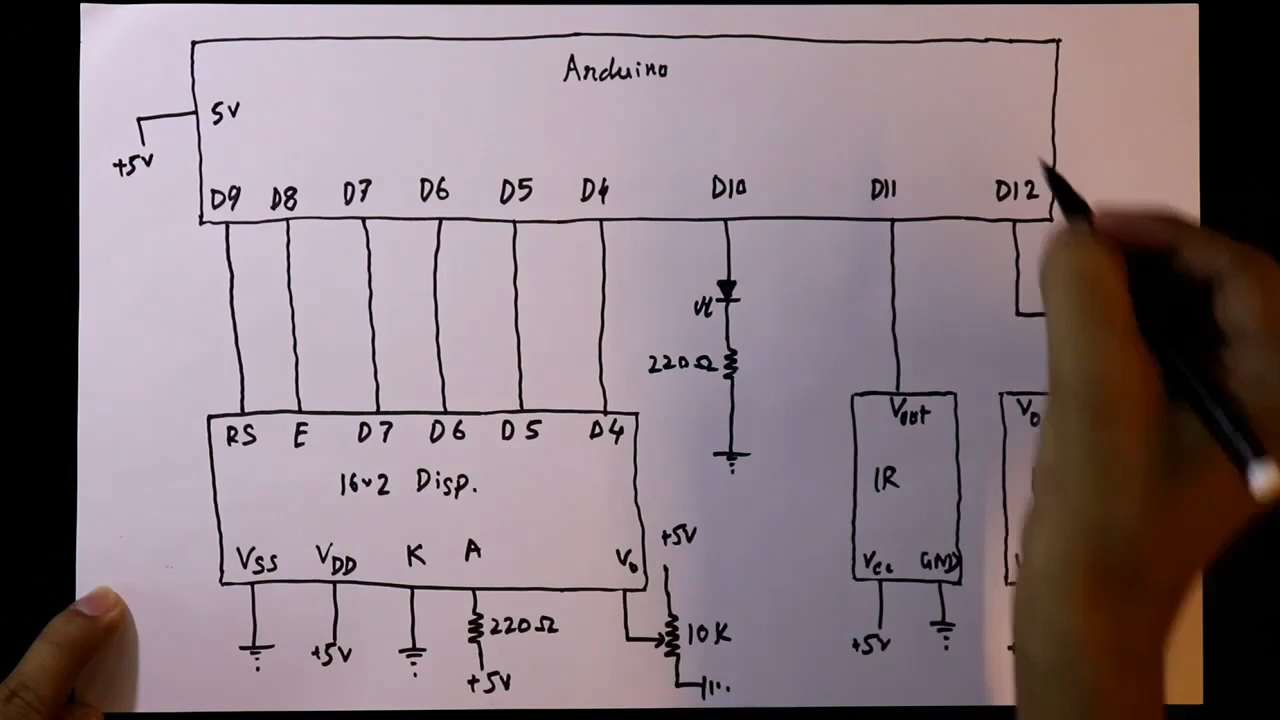 Arduino
5V
+5V
D9 D8 D7 D6 D5 D4 D10 D11 D12
220Ω
RS E D7 D6 D5 D4
Vout
16x2 Disp.
IR
+5V
VSS VDD K A V0
Vcc GND
220Ω
10K
+5V
+5V
+5V